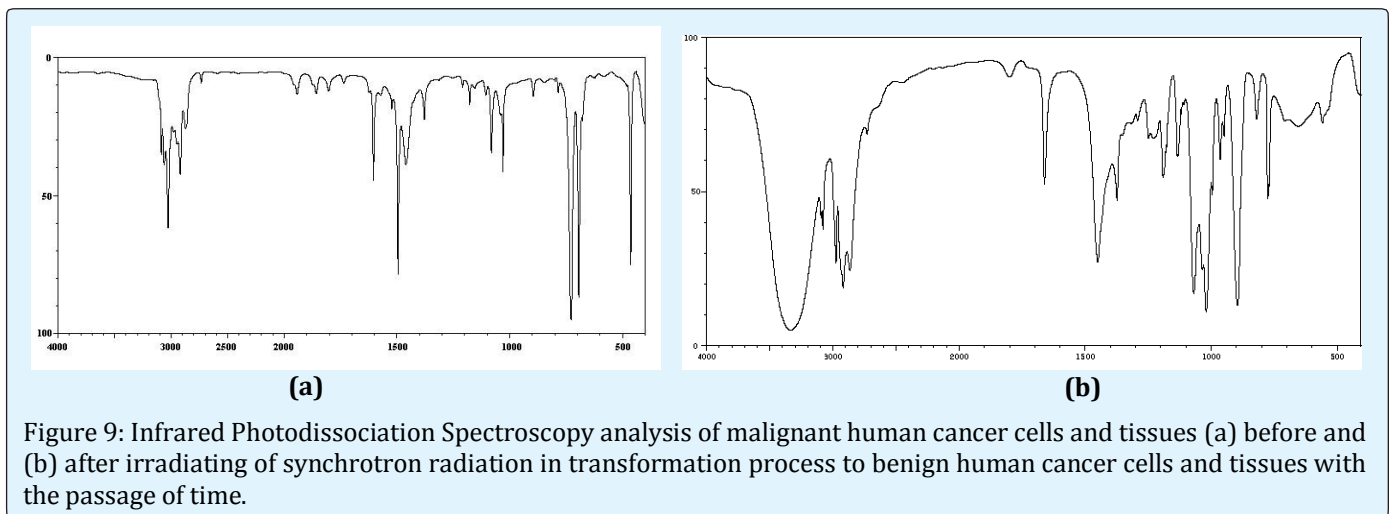 0
50
100
4000 3000 2000 1500 1000 500
(a)
100
50
0
4000 3000 2000 1500 1000 500
(b)
Figure 9: Infrared Photodissociation Spectroscopy analysis of malignant human cancer cells and tissues (a) before and
(b) after irradiating of synchrotron radiation in transformation process to benign human cancer cells and tissues with
the passage of time.